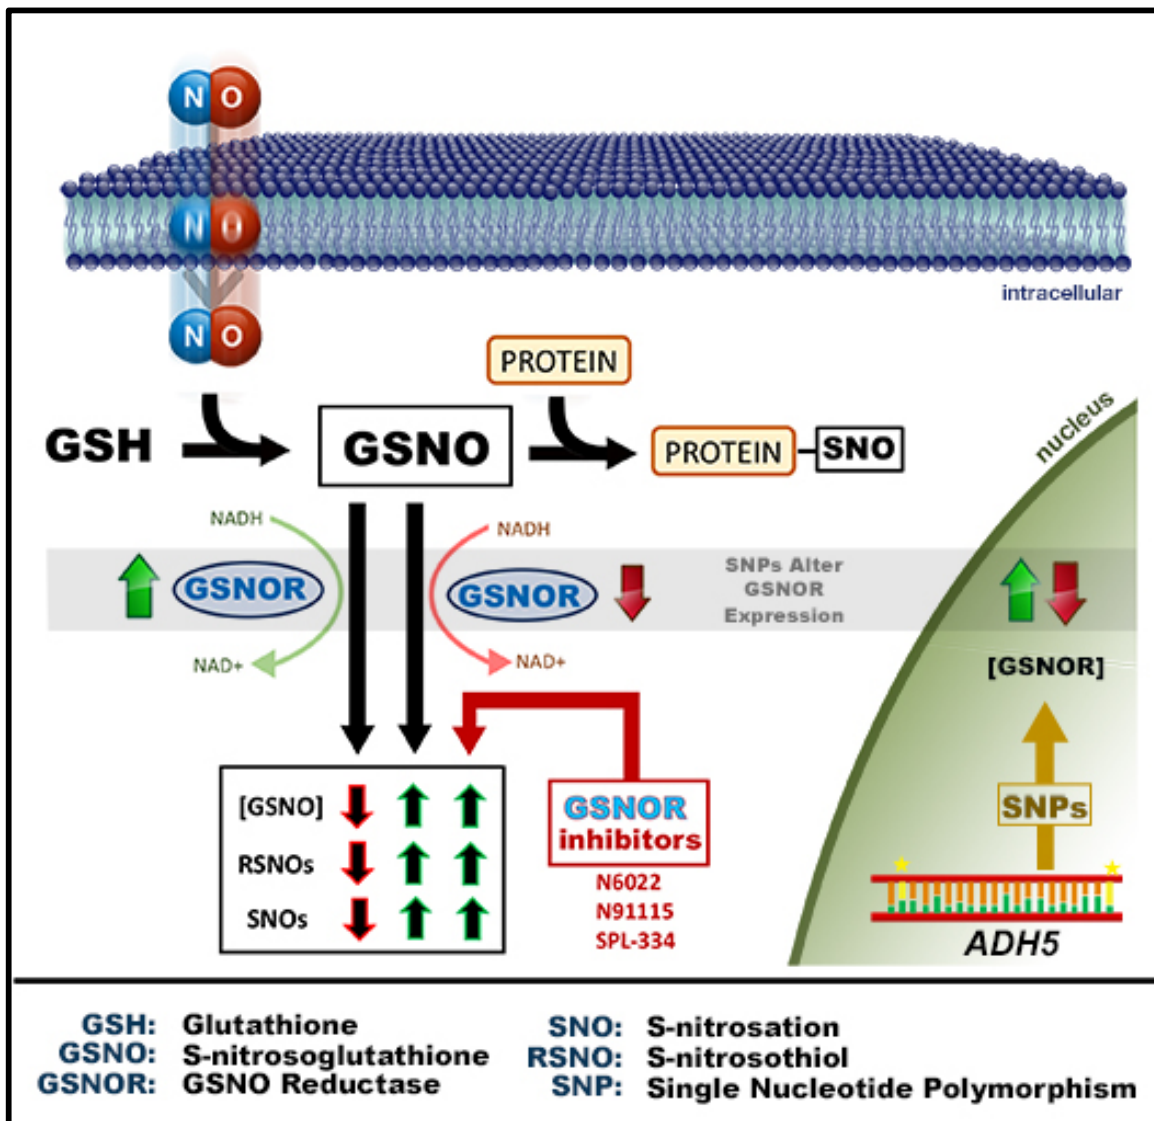 N O
N O
intracellular
N O
PROTEIN
GSH
GSNO
PROTEIN
SNO
nucleus
NADH
NADH
GSNOR
GSNOR
SNPs Alter
GSNOR
Expression
NAD+
NAD+
[GSNOR]
[GSNO]
RSNOs
SNOs
GSNOR
inhibitors
N6022
N91115
SPL-334
SNPs
ADH5
GSH: Glutathione
GSNO: S-nitrosoglutathione
GSNOR: GSNO Reductase
SNO: S-nitrosation
RSNO: S-nitrosothiol
SNP: Single Nucleotide Polymorphism